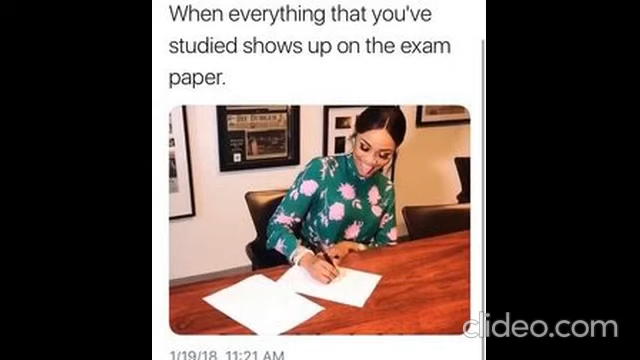 When everything that you've
studied shows up on the exam
paper.
1/19/18, 11:21 AM
clideo.com